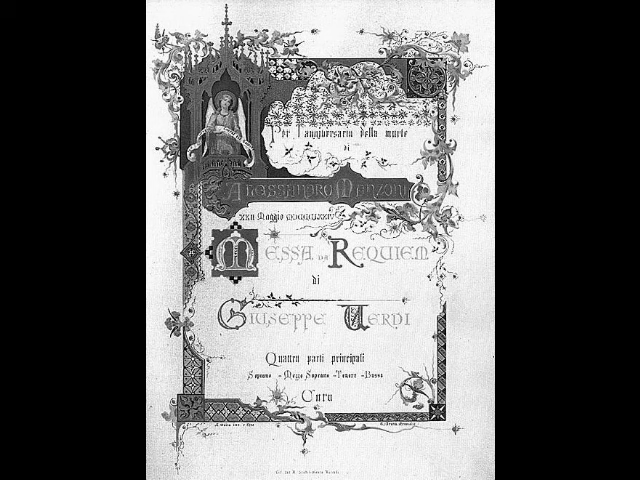 Per l'anniversario della morte
di
Alessandro Manzoni
XXII Maggio MDCCCLXXIV
Messa da Requiem
di
Giuseppe Verdi
Quattro parti principali
Soprano - Mezzo Soprano - Tenore - Basso
Coro